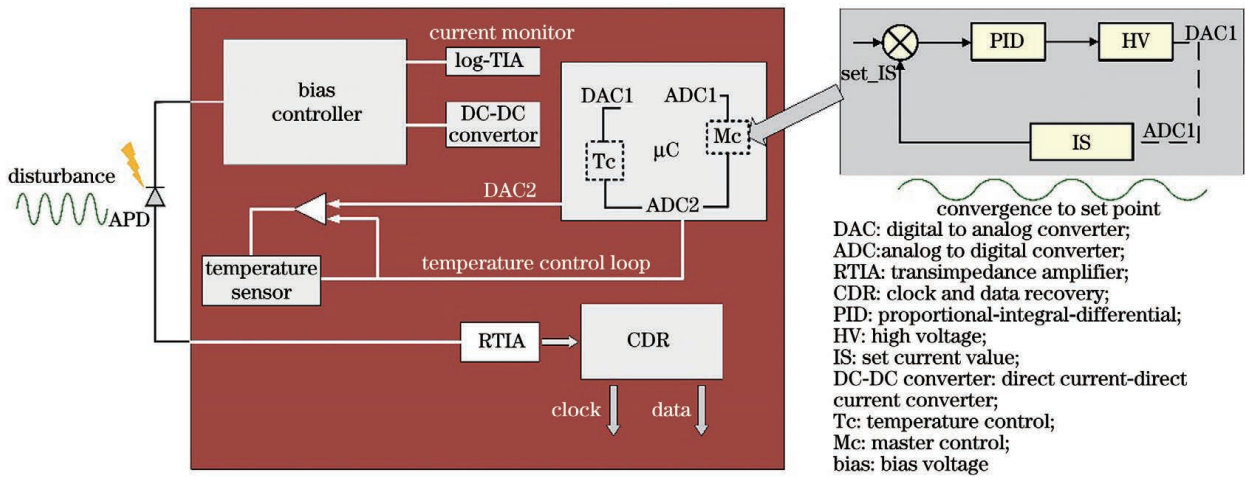 current monitor
log-TIA
bias
controller
DC-DC
convertor
DAC1
ADC1
Mc
Tc
μC
ADC2
disturbance
APD
DAC2
temperature
sensor
temperature control loop
RTIA
CDR
clock
data
PID
HV
DAC1
set_IS
IS
ADC1
convergence to set point
DAC: digital to analog converter;
ADC:analog to digital converter;
RTIA: transimpedance amplifier;
CDR: clock and data recovery;
PID: proportional-integral-differential;
HV: high voltage;
IS: set current value;
DC-DC converter: direct current-direct
current converter;
Tc: temperature control;
Mc: master control;
bias: bias voltage